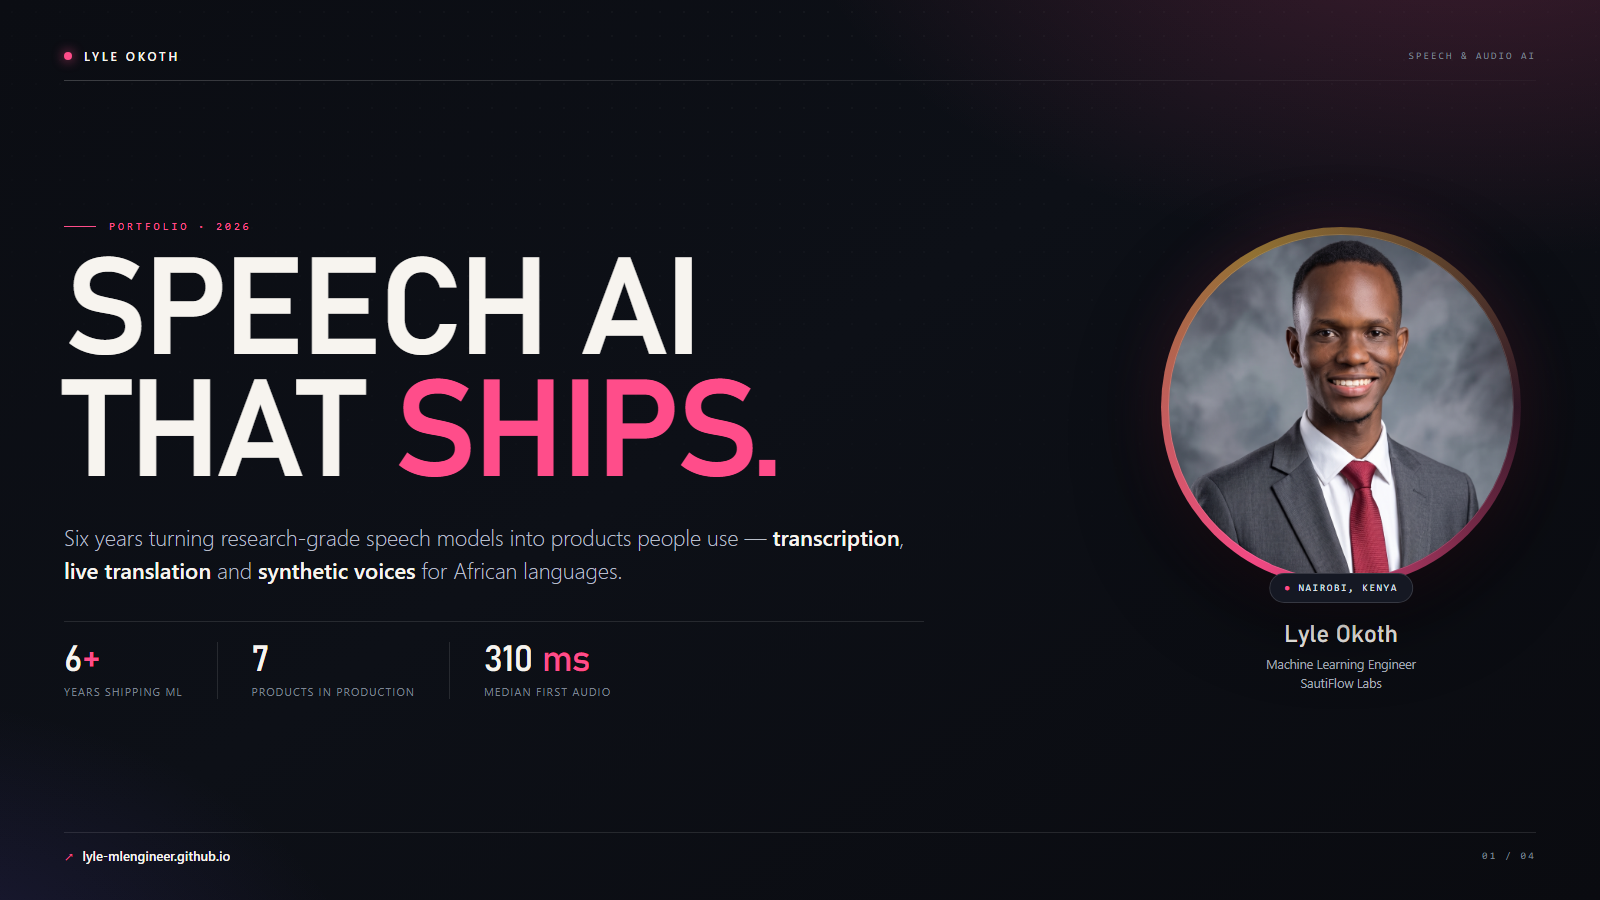 LYLE OKOTH
SPEECH & AUDIO AI
PORTFOLIO · 2026
SPEECH AI
THAT SHIPS.
Six years turning research-grade speech models into products people use — transcription,
live translation and synthetic voices for African languages.
6+
YEARS SHIPPING ML
7
PRODUCTS IN PRODUCTION
310 ms
MEDIAN FIRST AUDIO
NAIROBI, KENYA
Lyle Okoth
Machine Learning Engineer
SautiFlow Labs
↗ lyle-mlengineer.github.io
01 / 04